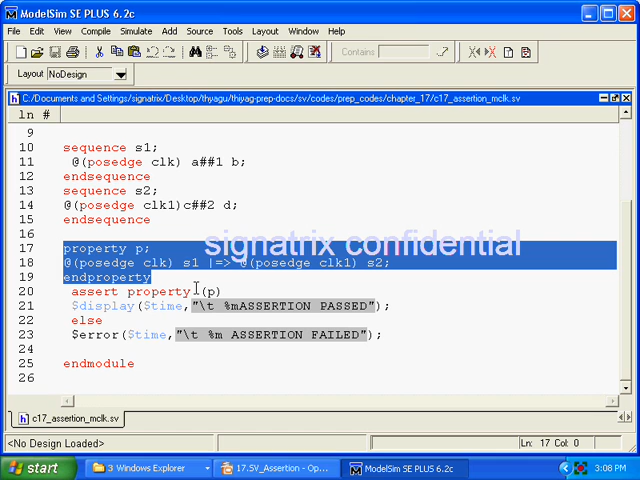 ModelSim SE PLUS 6.2c
File Edit View Compile Simulate Add Source Tools Layout Window Help
Contains
Layout NoDesign
C:/Documents and Settings/signatrix/Desktop/thyagu/thiyag-prep-docs/sv/codes/prep_codes/chapter_17/c17_assertion_mclk.sv
ln #
9
10 sequence s1;
11 @(posedge clk) a##1 b;
12 endsequence
13 sequence s2;
14 @(posedge clk1)c##2 d;
15 endsequence
16
signatrix confidential
17 property p;
18 @(posedge clk) s1 |=> @(posedge clk1) s2;
19 endproperty
20 assert property (p)
21 $display($time,"\t %mASSERTION PASSED");
22 else
23 $error($time,"\t %m ASSERTION FAILED");
24
25 endmodule
26
c17_assertion_mclk.sv
<No Design Loaded> Ln: 17 Col: 0
start 3 Windows Explorer 17.SV_Assertion - Ope... ModelSim SE PLUS 6.2c 3:08 PM